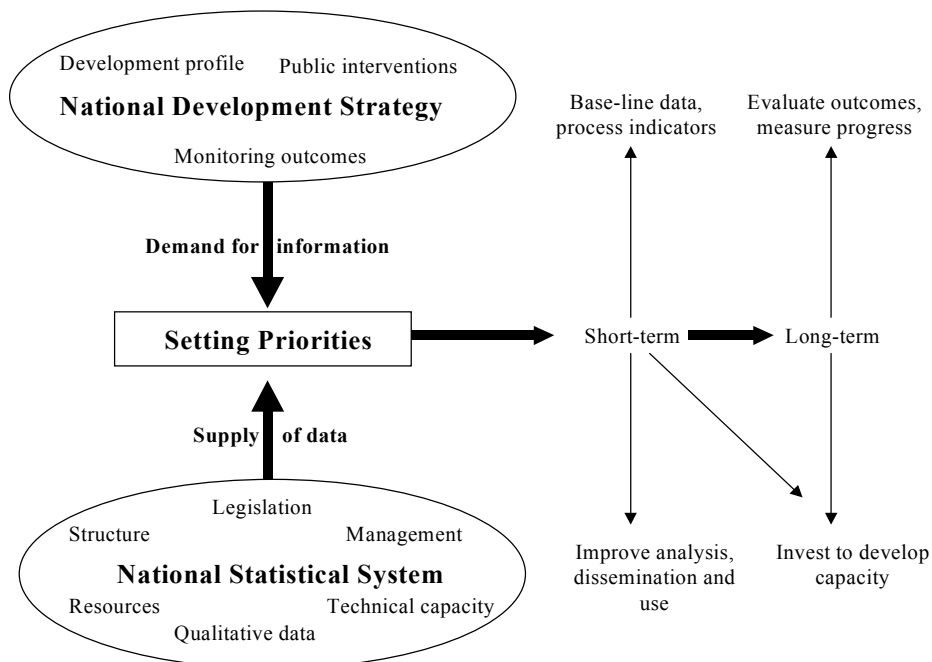 Development profile
Public interventions
National Development Strategy
Monitoring outcomes
Demand for information
Setting Priorities
Supply of data
Legislation
Structure
Management
National Statistical System
Resources
Technical capacity
Qualitative data
Base-line data,
process indicators
Evaluate outcomes,
measure progress
Short-term
Long-term
Improve analysis,
dissemination and
use
Invest to develop
capacity